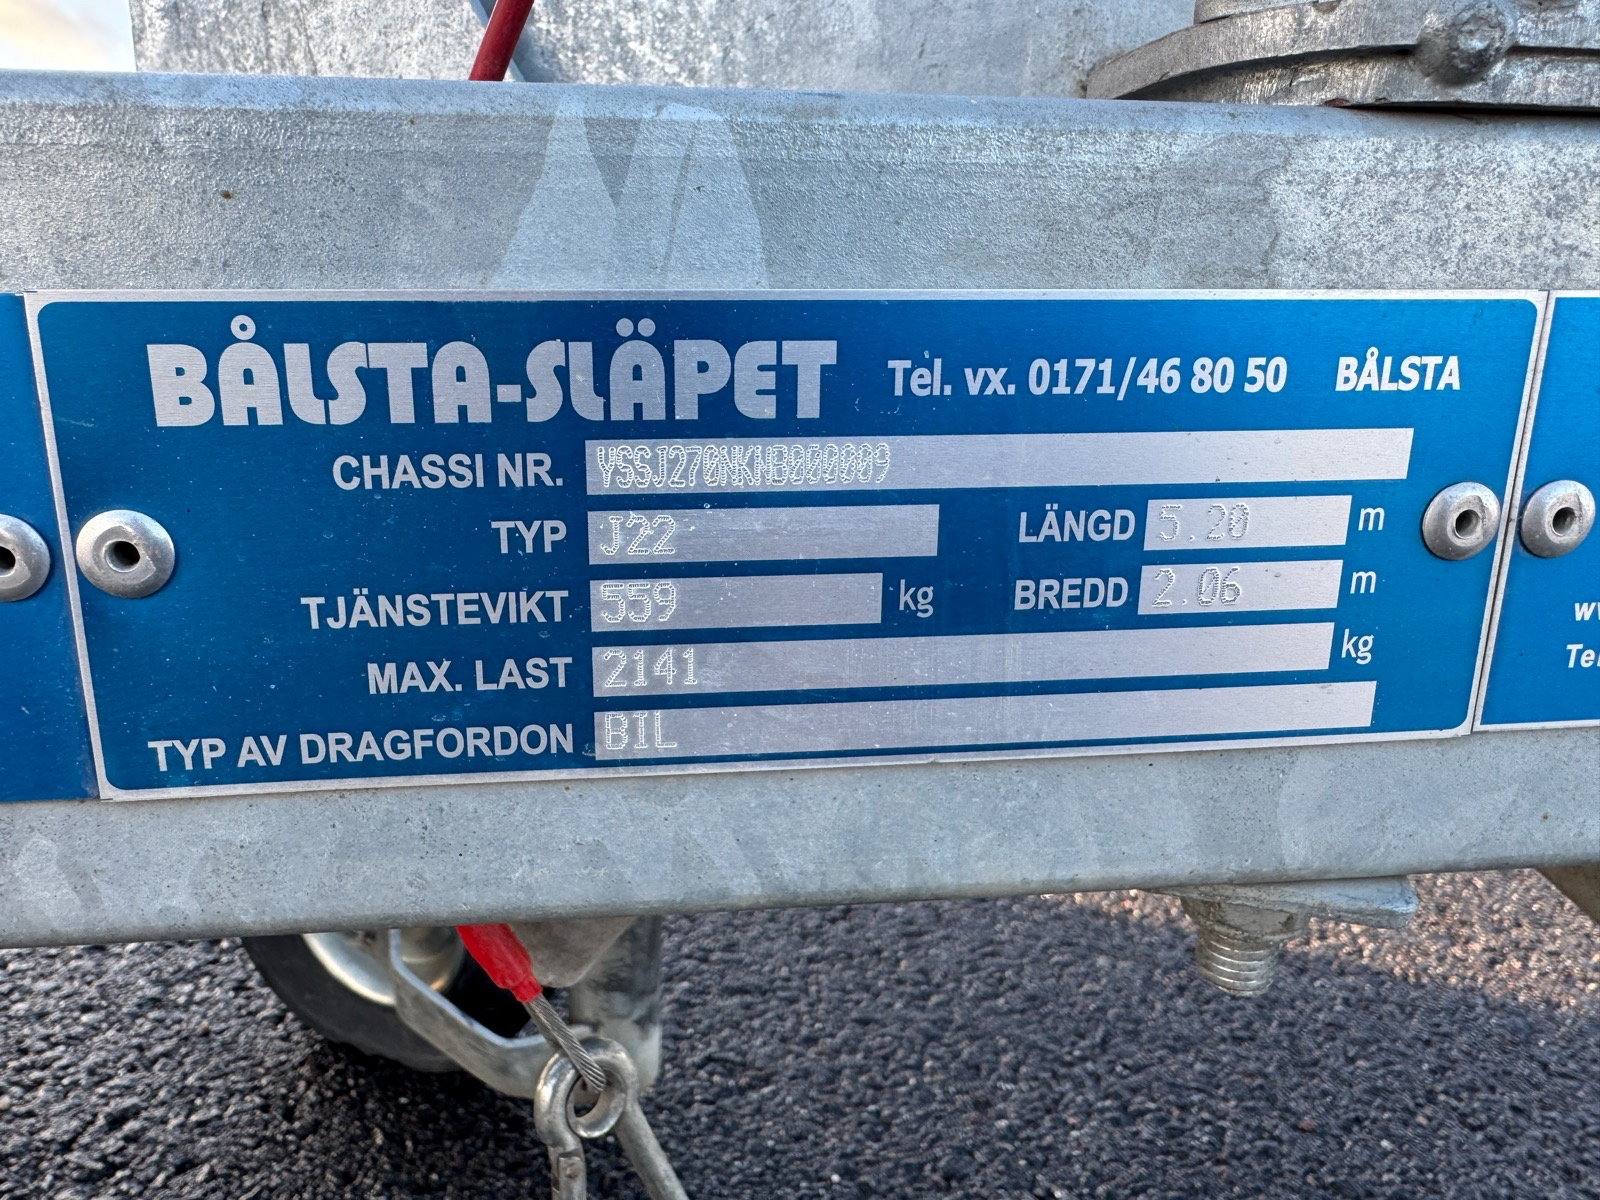 BÅLSTA-SLÄPET Tel. vx. 0171/46 80 50 BÅLSTA
CHASSI NR. YSSJ270NKNB000009
TYP J22 LÄNGD 5.20 m
TJÄNSTEVIKT 559 kg BREDD 2.06 m
MAX. LAST 2141 kg
TYP AV DRAGFORDON BIL